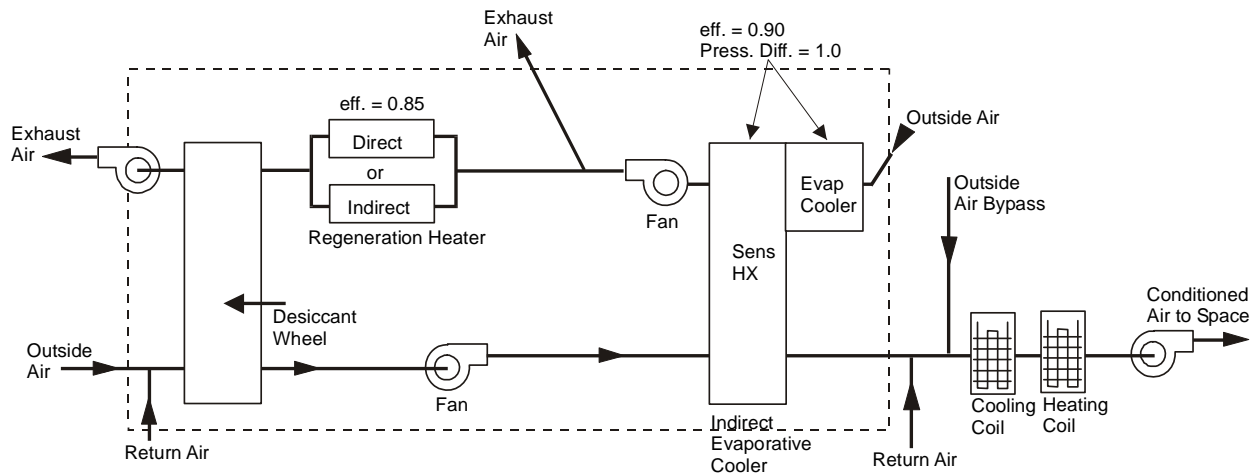 Exhaust
Air
eff. = 0.90
Press. Diff. = 1.0
eff. = 0.85
Exhaust
Air
Direct
or
Indirect
Regeneration Heater
Fan
Evap
Cooler
Outside Air
Outside
Air Bypass
Sens
HX
Desiccant
Wheel
Conditioned
Air to Space
Outside
Air
Fan
Return Air
Indirect
Evaporative
Cooler
Return Air
Cooling
Coil
Heating
Coil